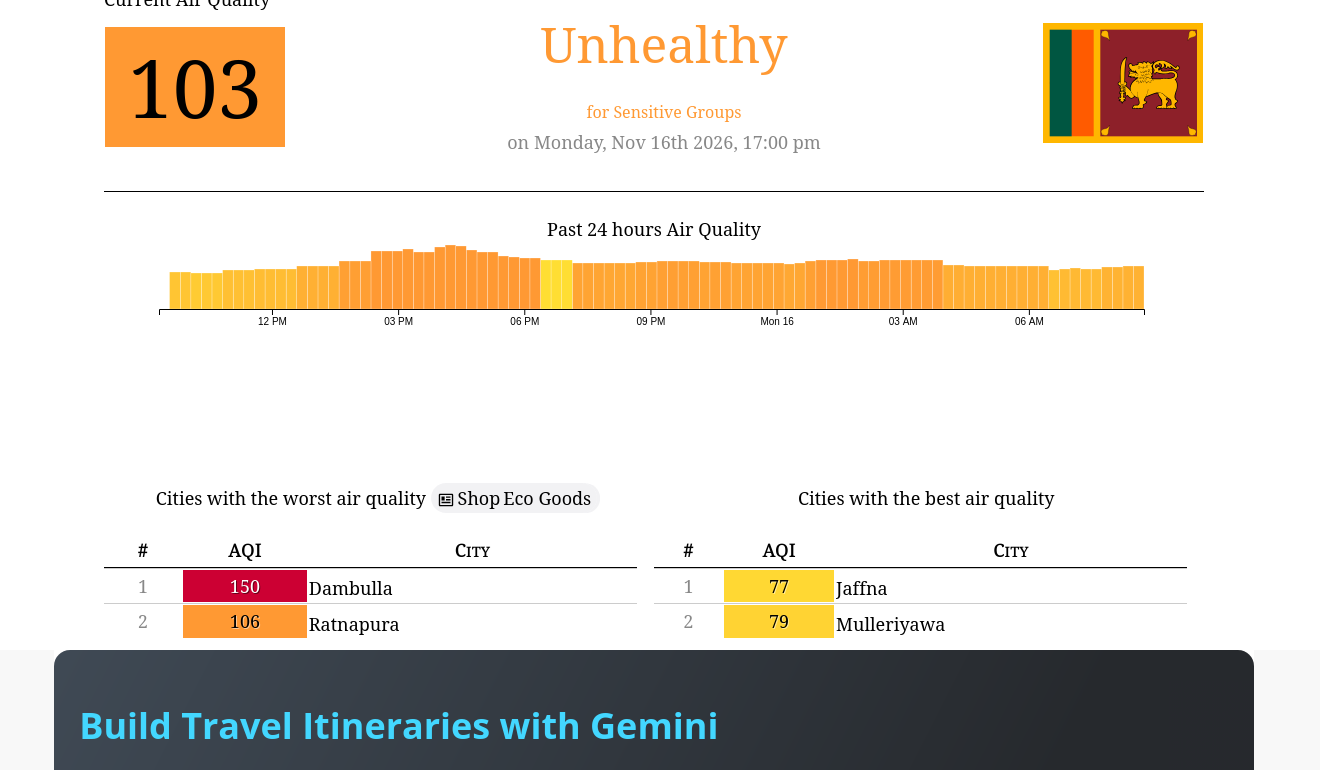 Current Air Quality
103
Unhealthy
for Sensitive Groups
on Monday, Nov 16th 2026, 17:00 pm
Past 24 hours Air Quality
12 PM 03 PM 06 PM 09 PM Mon 16 03 AM 06 AM
Cities with the worst air quality Shop Eco Goods
# AQI City
1 150 Dambulla
2 106 Ratnapura
Cities with the best air quality
# AQI City
1 77 Jaffna
2 79 Mulleriyawa
Build Travel Itineraries with Gemini